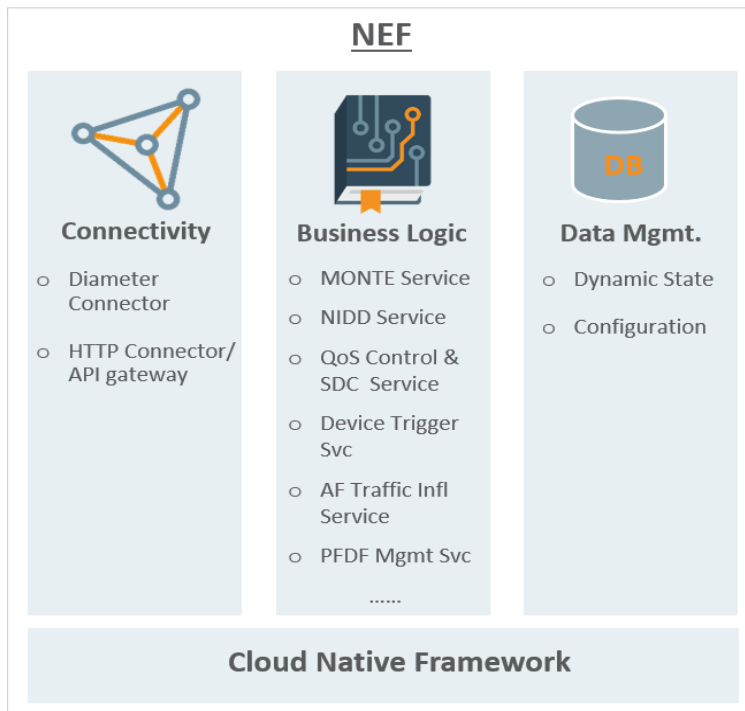 NEF
Connectivity
o Diameter
Connector
o HTTP Connector/
API gateway
Business Logic
o MONTE Service
o NIDD Service
o QoS Control &
SDC Service
o Device Trigger
Svc
o AF Traffic Infl
Service
o PFDF Mgmt Svc
......
DB
Data Mgmt.
o Dynamic State
o Configuration
Cloud Native Framework